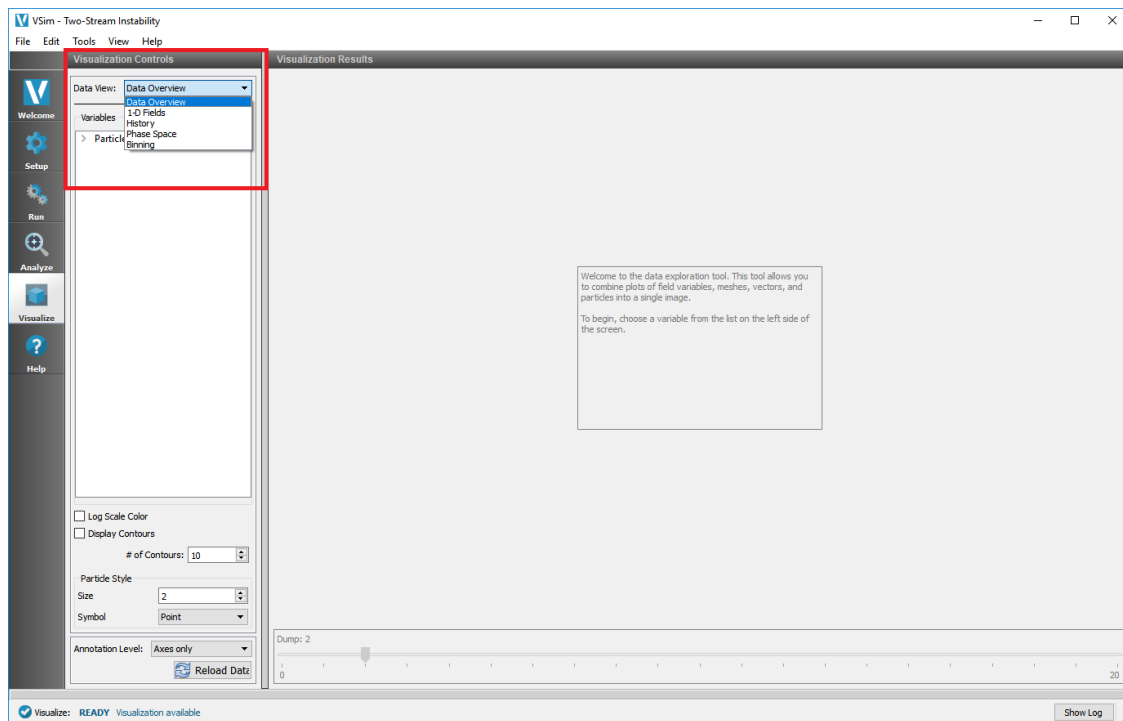 VSim - Two-Stream Instability
File Edit Tools View Help
Visualization Controls
Visualization Results
Data View: Data Overview
Data Overview
1-D Fields
History
Phase Space
Binning
Variables
Welcome
Setup
Run
Analyze
Visualize
Help
Welcome to the data exploration tool. This tool allows you
to combine plots of field variables, meshes, vectors, and
particles into a single image.
To begin, choose a variable from the list on the left side of
the screen.
Log Scale Color
Display Contours
# of Contours: 10
Particle Style
Size 2
Symbol Point
Annotation Level: Axes only
Reload Data
Dump: 2
0 20
Visualize: READY Visualization available
Show Log